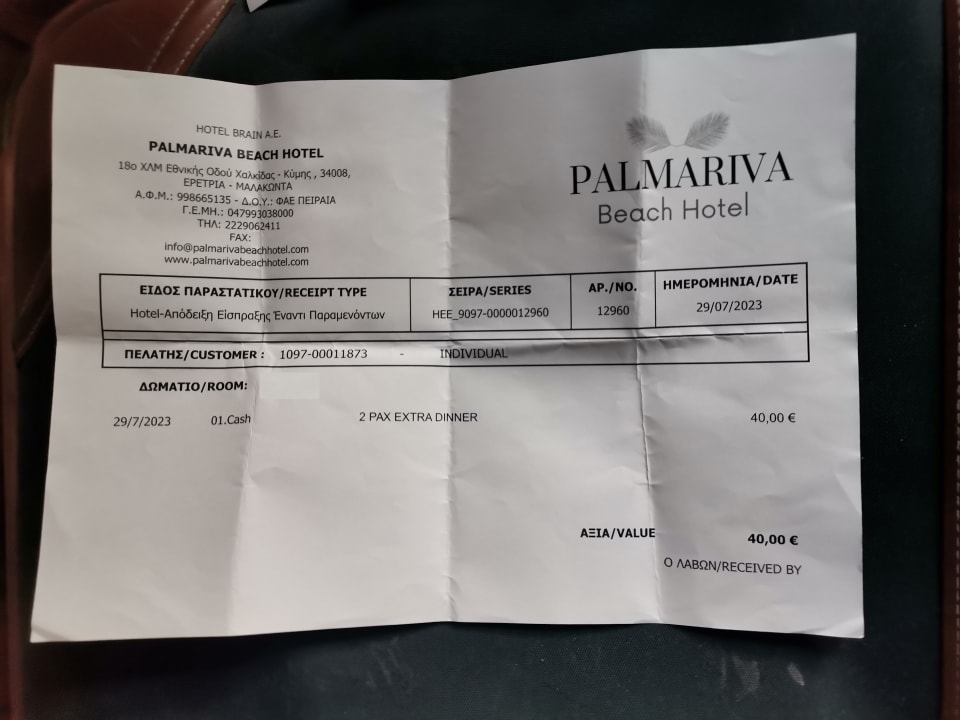 HOTEL BRAIN A.E.
PALMARIVA BEACH HOTEL
18ο ΧΛΜ Εθνικής Οδού Χαλκίδας - Κύμης , 34008,
ΕΡΕΤΡΙΑ - ΜΑΛΑΚΩΝΤΑ
Α.Φ.Μ.: 998665135 - Δ.Ο.Υ.: ΦΑΕ ΠΕΙΡΑΙΑ
Γ.Ε.ΜΗ.: 047993038000
ΤΗΛ: 2229062411
FAX:
info@palmarivabeachhotel.com
www.palmarivabeachhotel.com
PALMARIVA
Beach Hotel
ΕΙΔΟΣ ΠΑΡΑΣΤΑΤΙΚΟΥ/RECEIPT TYPE ΣΕΙΡΑ/SERIES ΑΡ./NO. ΗΜΕΡΟΜΗΝΙΑ/DATE
Hotel-Απόδειξη Είσπραξης Έναντι Παραμενόντων HEE_9097-0000012960 12960 29/07/2023
ΠΕΛΑΤΗΣ/CUSTOMER : 1097-00011873 - INDIVIDUAL
ΔΩΜΑΤΙΟ/ROOM:
29/7/2023 01.Cash 2 PAX EXTRA DINNER 40,00 €
ΑΞΙΑ/VALUE 40,00 €
Ο ΛΑΒΩΝ/RECEIVED BY